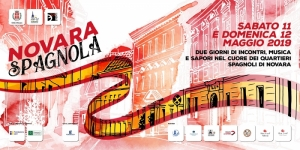 NOVARA
SPAGNOLA
SABATO 11
E DOMENICA 12
MAGGIO 2019
DUE GIORNI DI INCONTRI, MUSICA
E SAPORI NEL CUORE DEI QUARTIERI
SPAGNOLI DI NOVARA